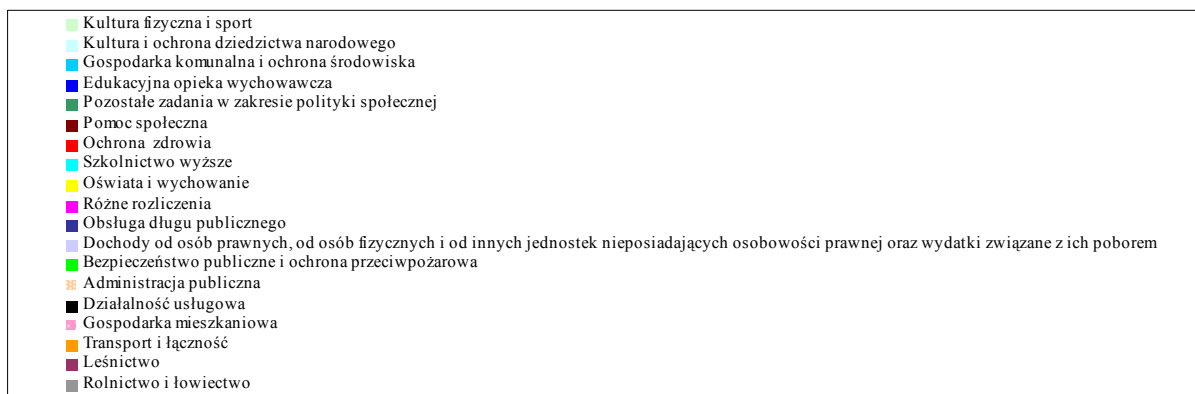 Kultura fizyczna i sport
Kultura i ochrona dziedzictwa narodowego
Gospodarka komunalna i ochrona środowiska
Edukacyjna opieka wychowawcza
Pozostałe zadania w zakresie polityki społecznej
Pomoc społeczna
Ochrona zdrowia
Szkolnictwo wyższe
Oświata i wychowanie
Różne rozliczenia
Obsługa długu publicznego
Dochody od osób prawnych, od osób fizycznych i od innych jednostek nieposiadających osobowości prawnej oraz wydatki związane z ich poborem
Bezpieczeństwo publiczne i ochrona przeciwpożarowa
Administracja publiczna
Działalność usługowa
Gospodarka mieszkaniowa
Transport i łączność
Leśnictwo
Rolnictwo i łowiectwo